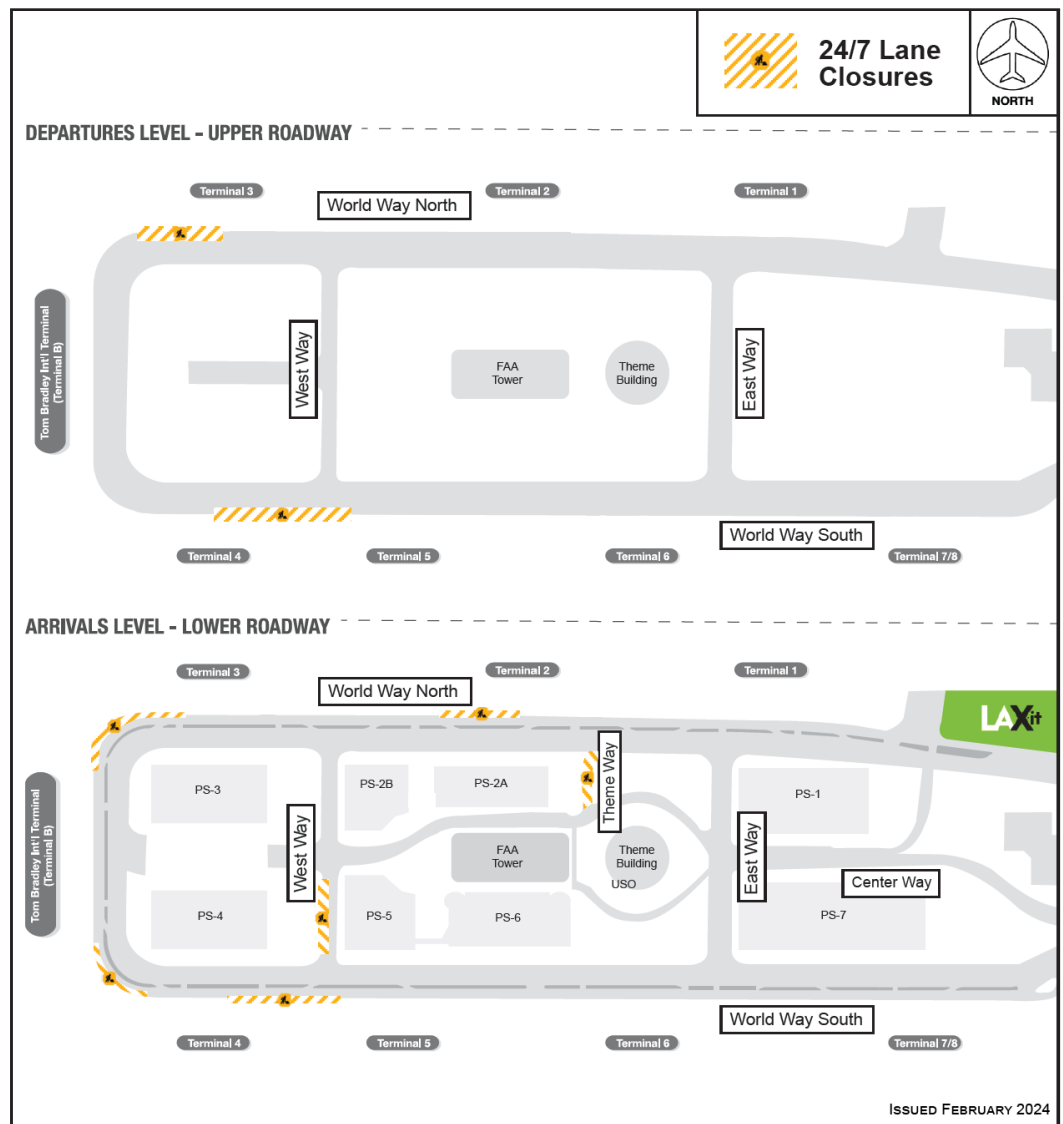 24/7 Lane
Closures
NORTH
DEPARTURES LEVEL - UPPER ROADWAY
Terminal 3
Terminal 2
Terminal 1
World Way North
Tom Bradley Int'l Terminal
(Terminal B)
West Way
FAA
Tower
Theme
Building
East Way
World Way South
Terminal 4
Terminal 5
Terminal 6
Terminal 7/8
ARRIVALS LEVEL - LOWER ROADWAY
Terminal 3
Terminal 2
Terminal 1
World Way North
LAXit
Tom Bradley Int'l Terminal
(Terminal B)
PS-3
PS-2B
PS-2A
Theme Way
PS-1
West Way
FAA
Tower
Theme
Building
USO
East Way
Center Way
PS-4
PS-5
PS-6
PS-7
World Way South
Terminal 4
Terminal 5
Terminal 6
Terminal 7/8
ISSUED FEBRUARY 2024